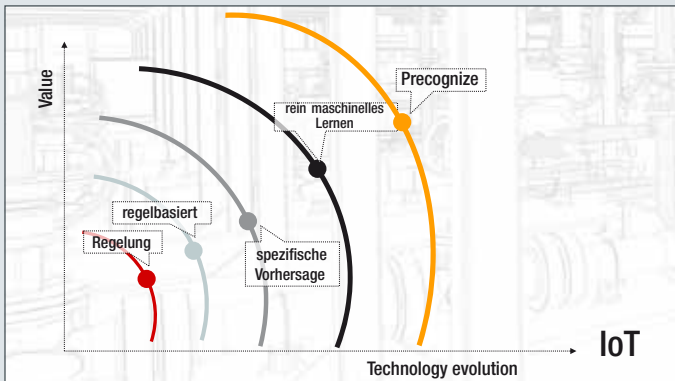 Value
Precognize
rein maschinelles
Lernen
regelbasiert
Regelung
spezifische
Vorhersage
IoT
Technology evolution